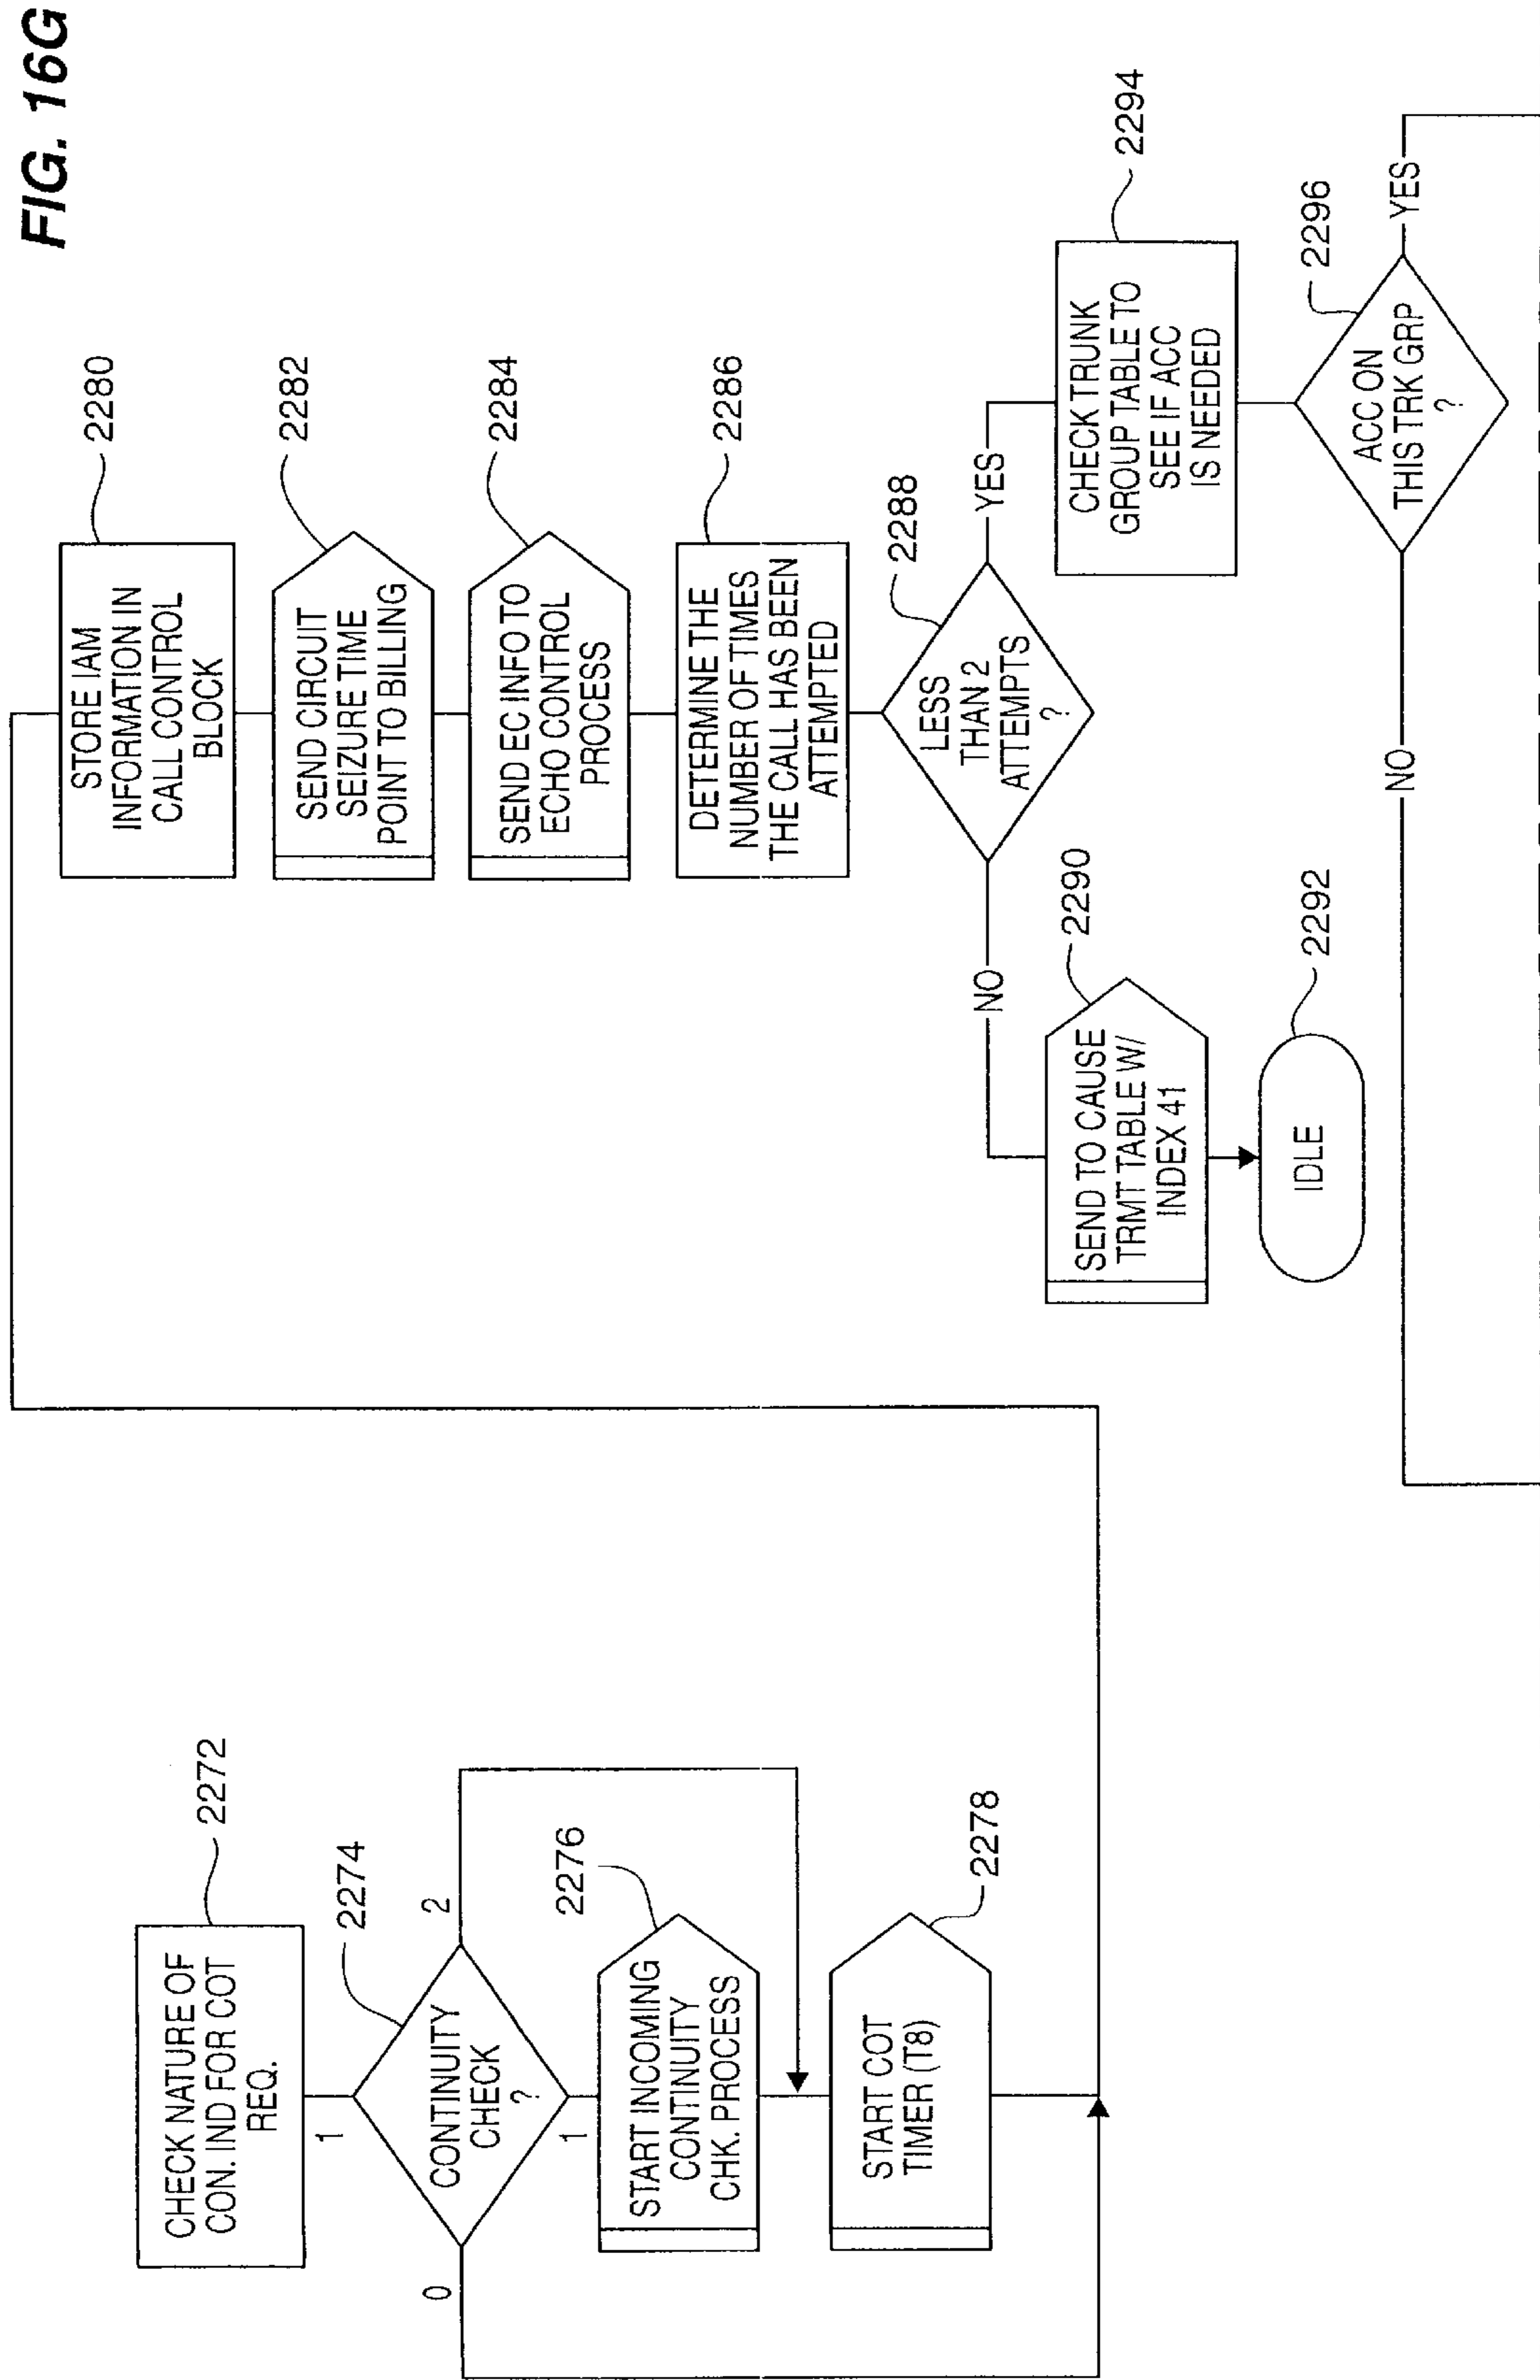 FIG. 16G
CHECK NATURE OF
CON. IND FOR COT
REQ.
2272
1
CONTINUITY
CHECK
?
2274
0
2
1
START INCOMING
CONTINUITY
CHK. PROCESS
2276
START COT
TIMER (T8)
2278
STORE IAM
INFORMATION IN
CALL CONTROL
BLOCK
2280
SEND CIRCUIT
SEIZURE TIME
POINT TO BILLING
2282
SEND EC INFO TO
ECHO CONTROL
PROCESS
2284
DETERMINE THE
NUMBER OF TIMES
THE CALL HAS BEEN
ATTEMPTED
2286
LESS
THAN 2
ATTEMPTS
?
2288
NO
YES
SEND TO CAUSE
TRMT TABLE W/
INDEX 41
2290
IDLE
2292
CHECK TRUNK
GROUP TABLE TO
SEE IF ACC
IS NEEDED
2294
ACC ON
THIS TRK GRP
?
2296
NO
YES